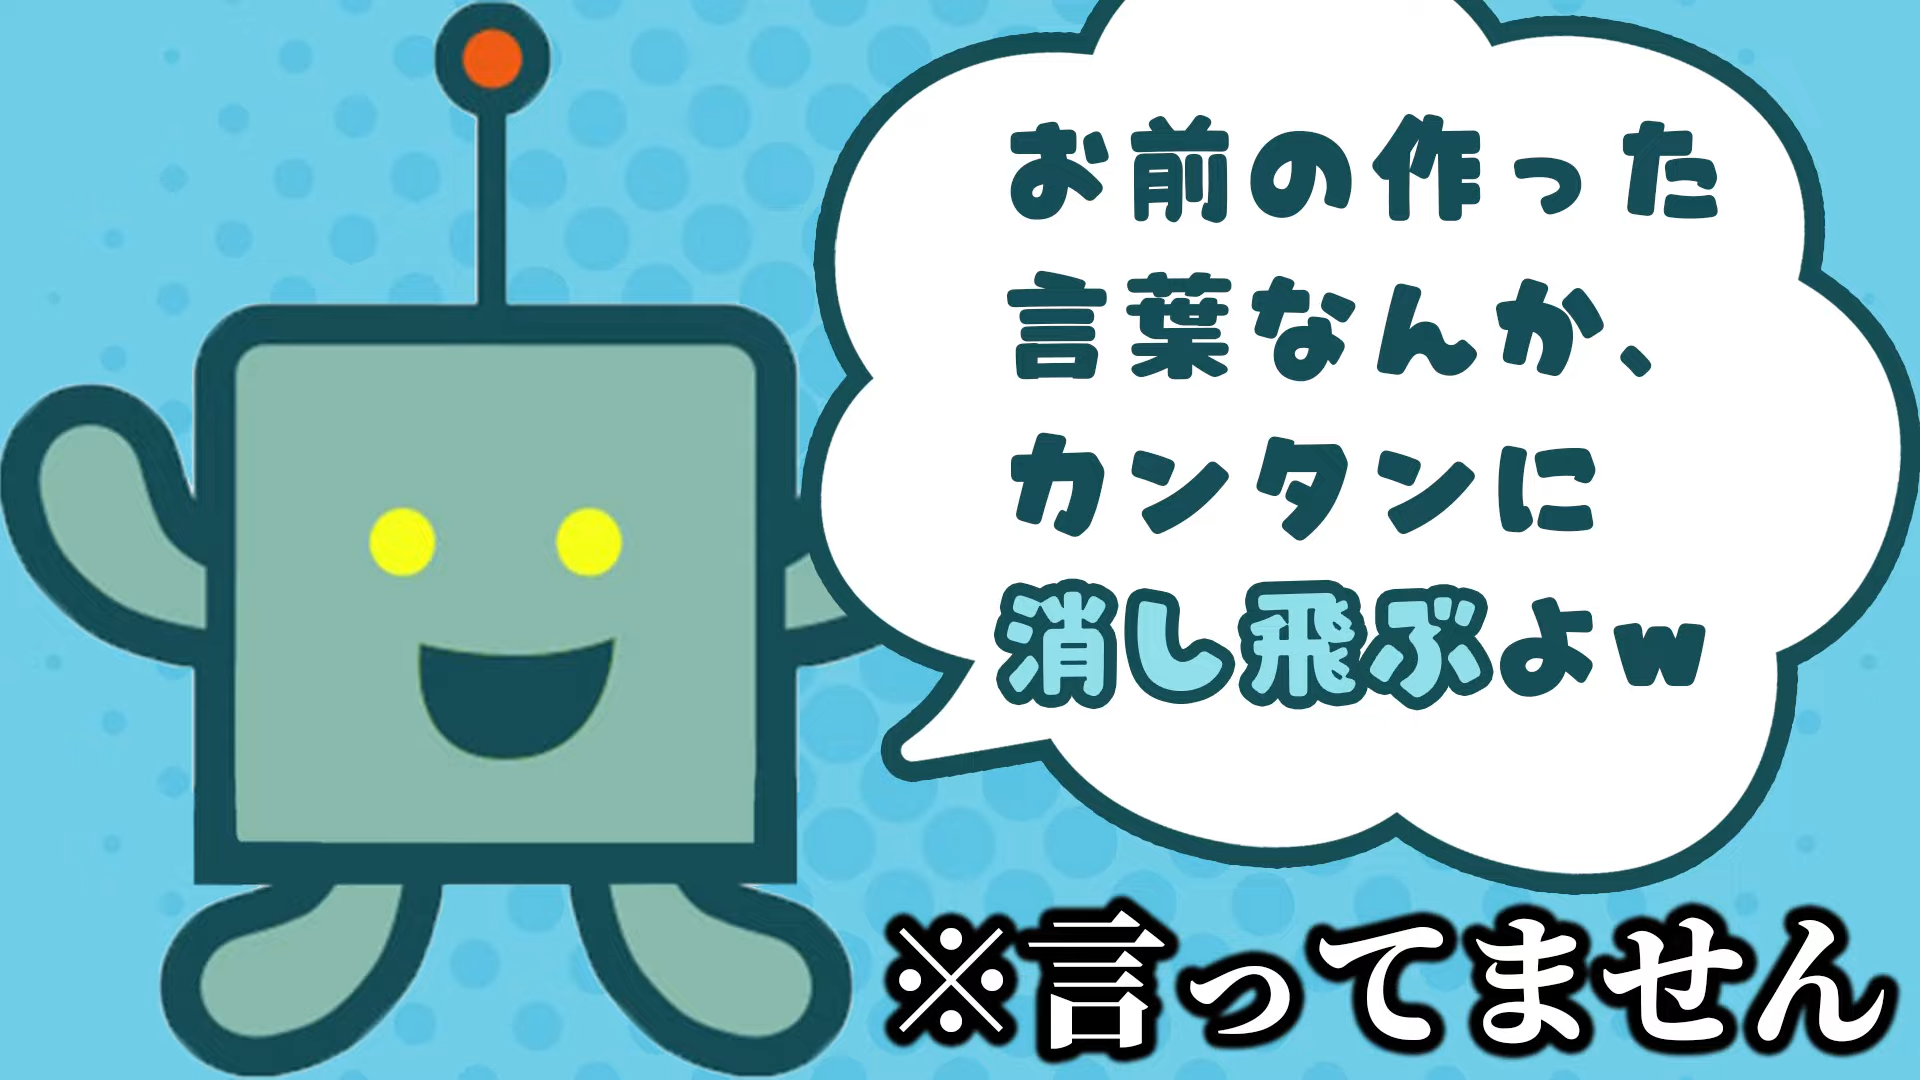 お前の作った
言葉なんか、
カンタンに
消し飛ぶよw
※言ってません